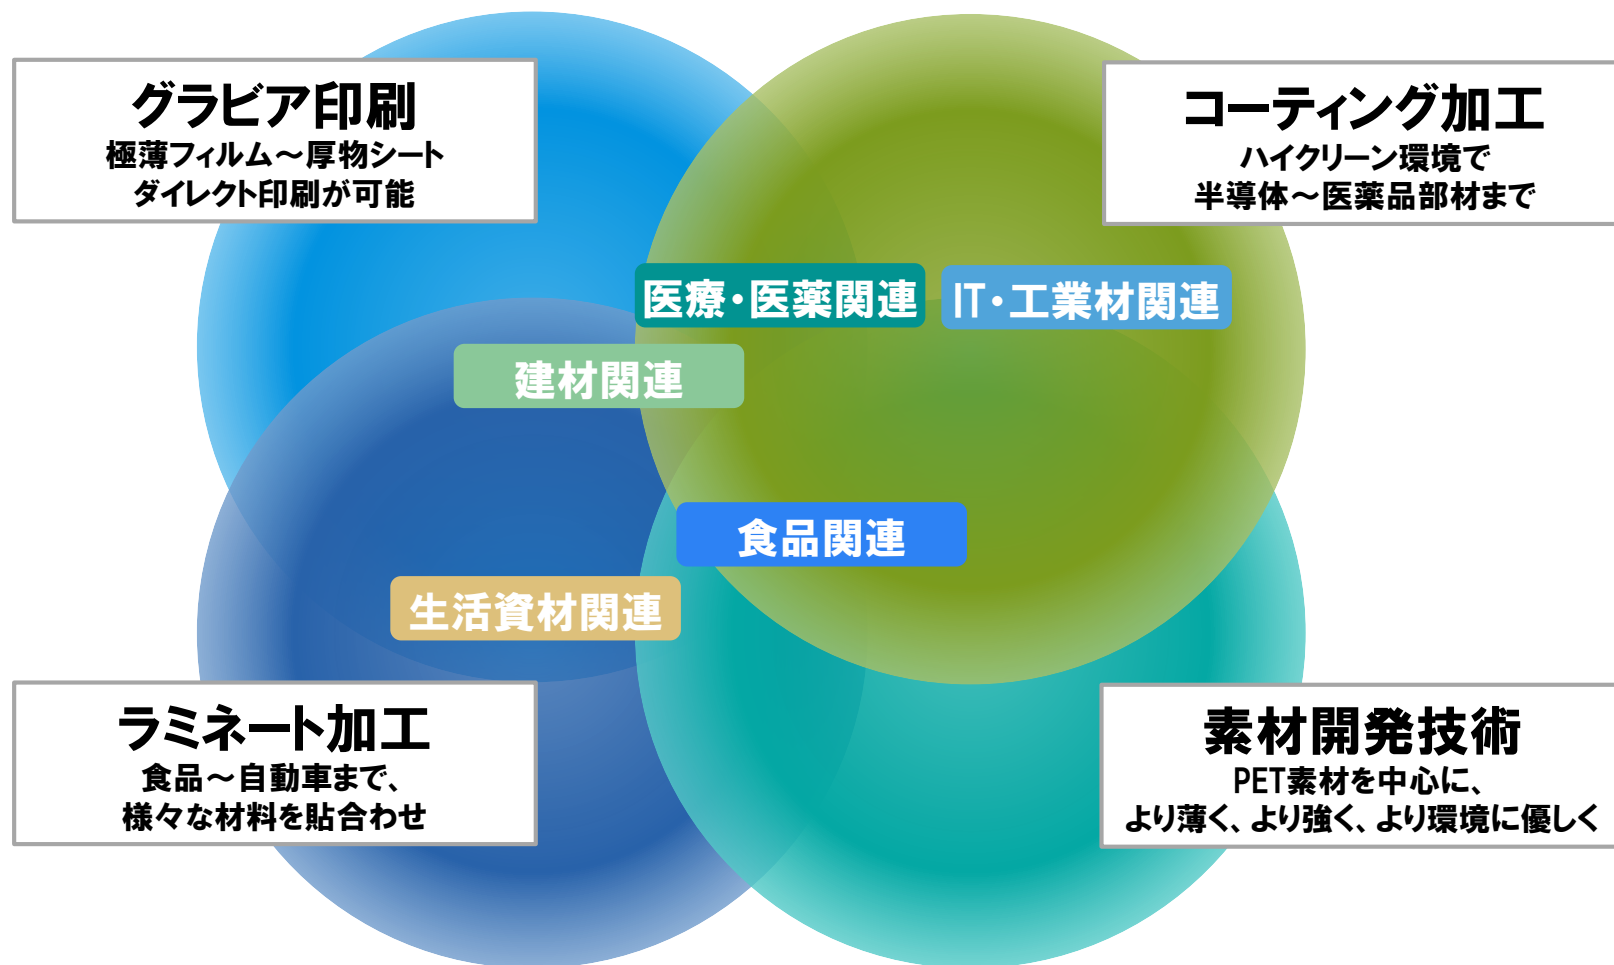 グラビア印刷
極薄フィルム～厚物シート
ダイレクト印刷が可能
コーティング加工
ハイクリーン環境で
半導体～医薬品部材まで
医療・医薬関連
IT・工業材関連
建材関連
食品関連
生活資材関連
ラミネート加工
食品～自動車まで、
様々な材料を貼合わせ
素材開発技術
PET素材を中心に、
より薄く、より強く、より環境に優しく